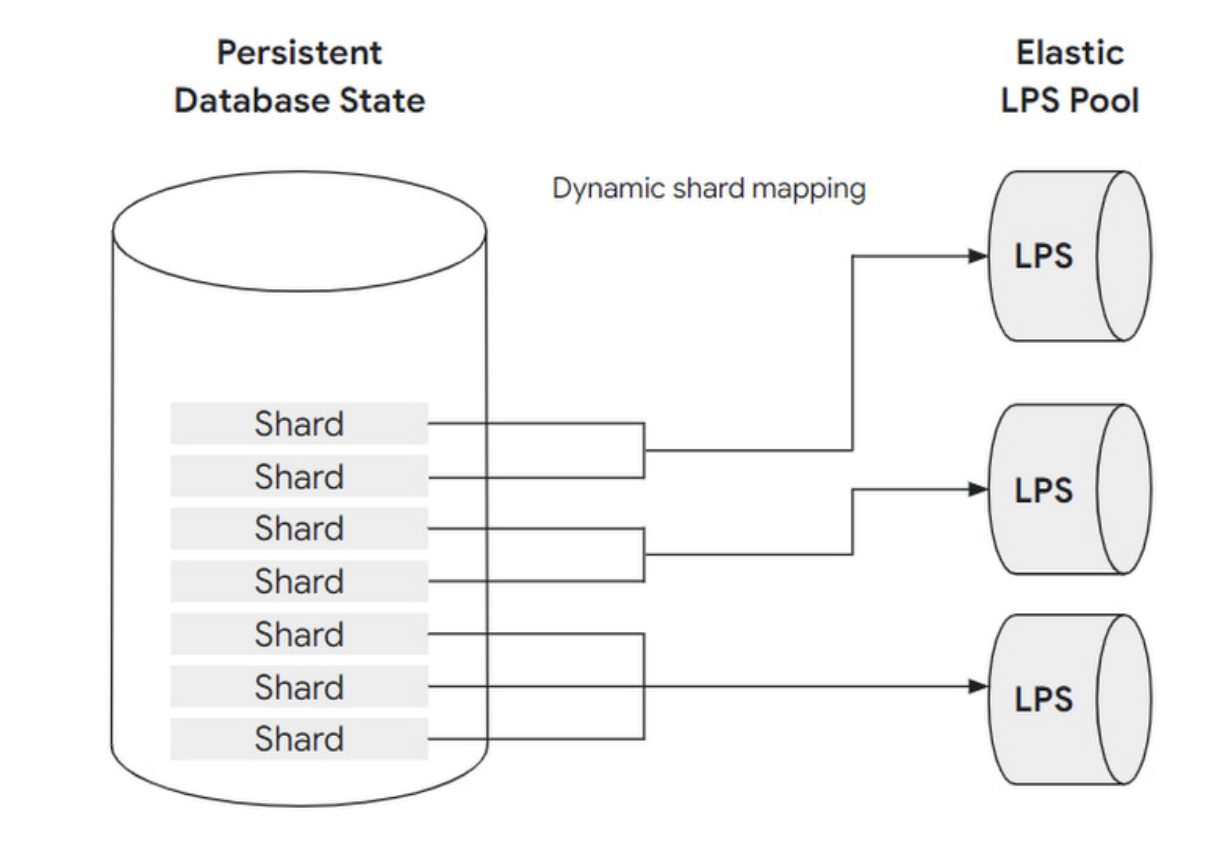 Persistent
Database State
Elastic
LPS Pool
Dynamic shard mapping
LPS
Shard
Shard
LPS
Shard
Shard
Shard
Shard
LPS
Shard